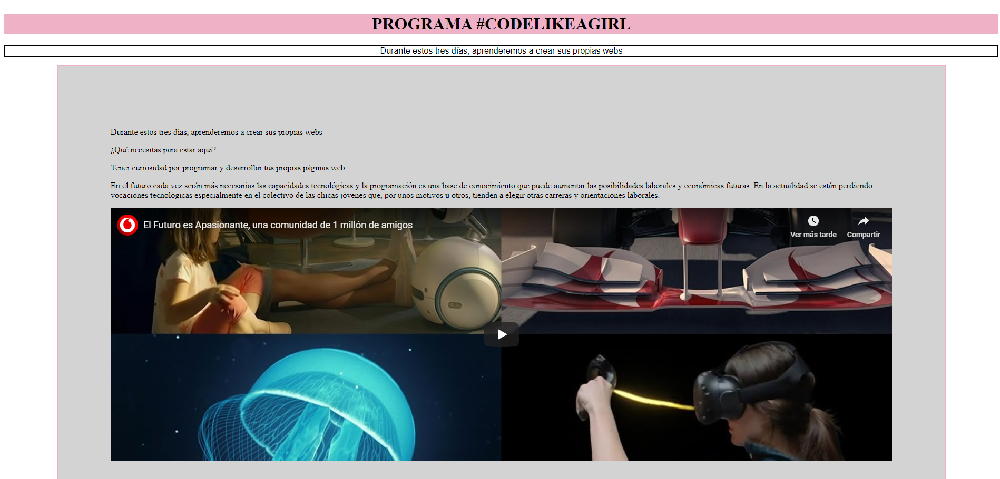 PROGRAMA #CODELIKEAGIRL
Durante estos tres días, aprenderemos a crear sus propias webs
Durante estos tres días, aprenderemos a crear sus propias webs
¿Qué necesitas para estar aquí?
Tener curiosidad por programar y desarrollar tus propias páginas web
En el futuro cada vez serán más necesarias las capacidades tecnológicas y la programación es una base de conocimiento que puede aumentar las posibilidades laborales y económicas futuras. En la actualidad se están perdiendo
vocaciones tecnológicas especialmente en el colectivo de las chicas jóvenes que, por unos motivos u otros, tienden a elegir otras carreras y orientaciones laborales.
El Futuro es Apasionante, una comunidad de 1 millón de amigos
Ver más tarde
Compartir